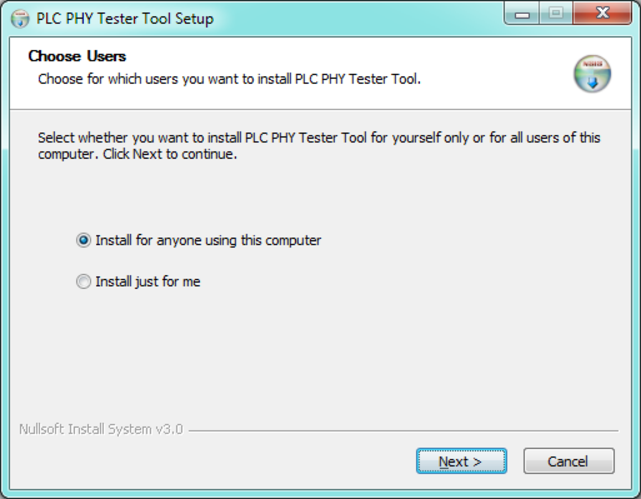 PLC PHY Tester Tool Setup
Choose Users
Choose for which users you want to install PLC PHY Tester Tool.
Select whether you want to install PLC PHY Tester Tool for yourself only or for all users of this
computer. Click Next to continue.
Install for anyone using this computer
Install just for me
Nullsoft Install System v3.0
Next >
Cancel